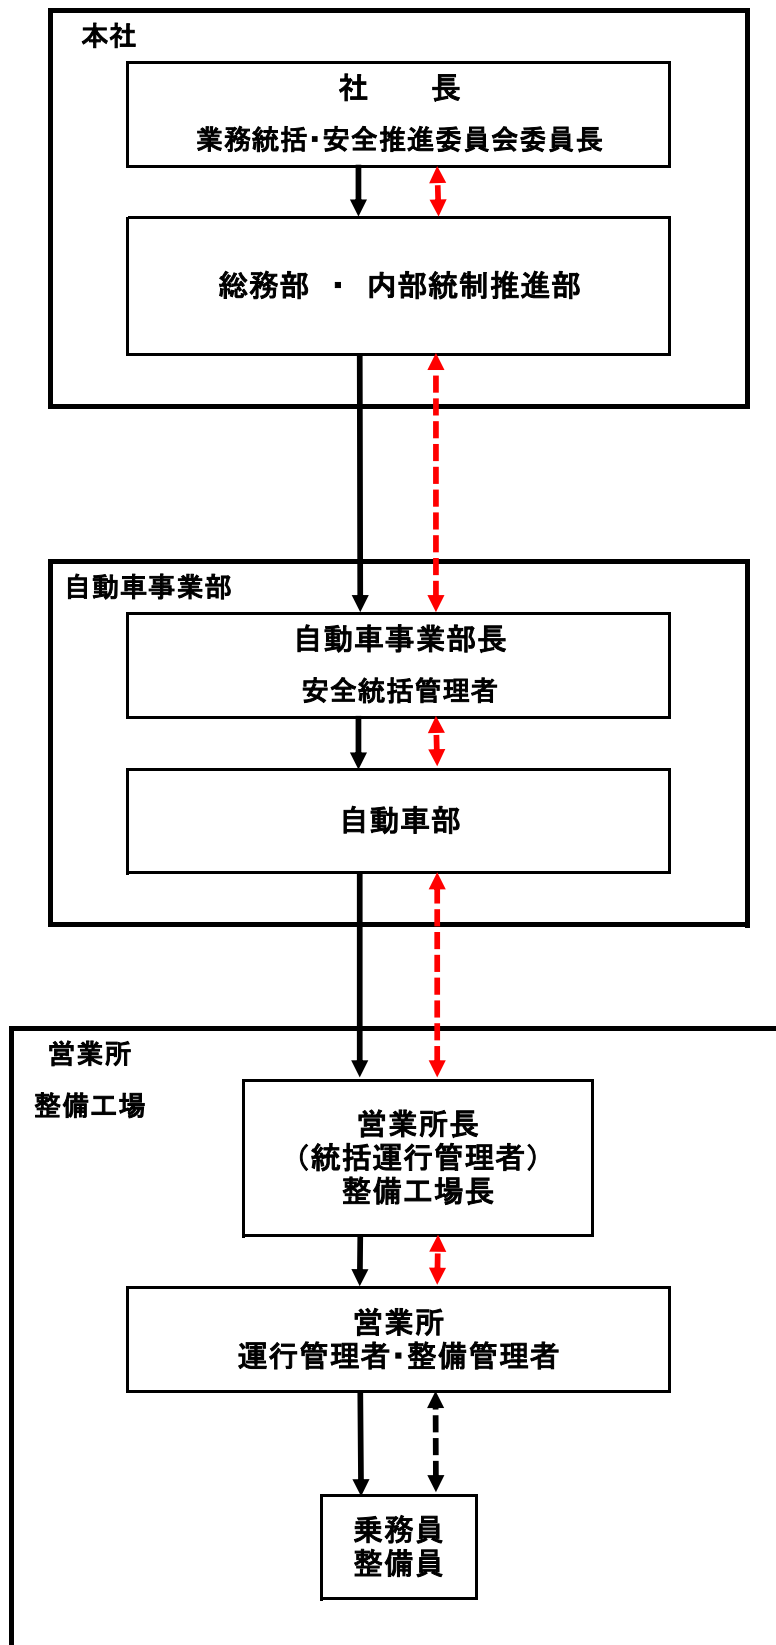 本社
社　　長
業務統括・安全推進委員会委員長
総務部　・　内部統制推進部
自動車事業部
自動車事業部長
安全統括管理者
自動車部
営業所
整備工場
営業所長
（統括運行管理者）
整備工場長
営業所
運行管理者・整備管理者
乗務員
整備員